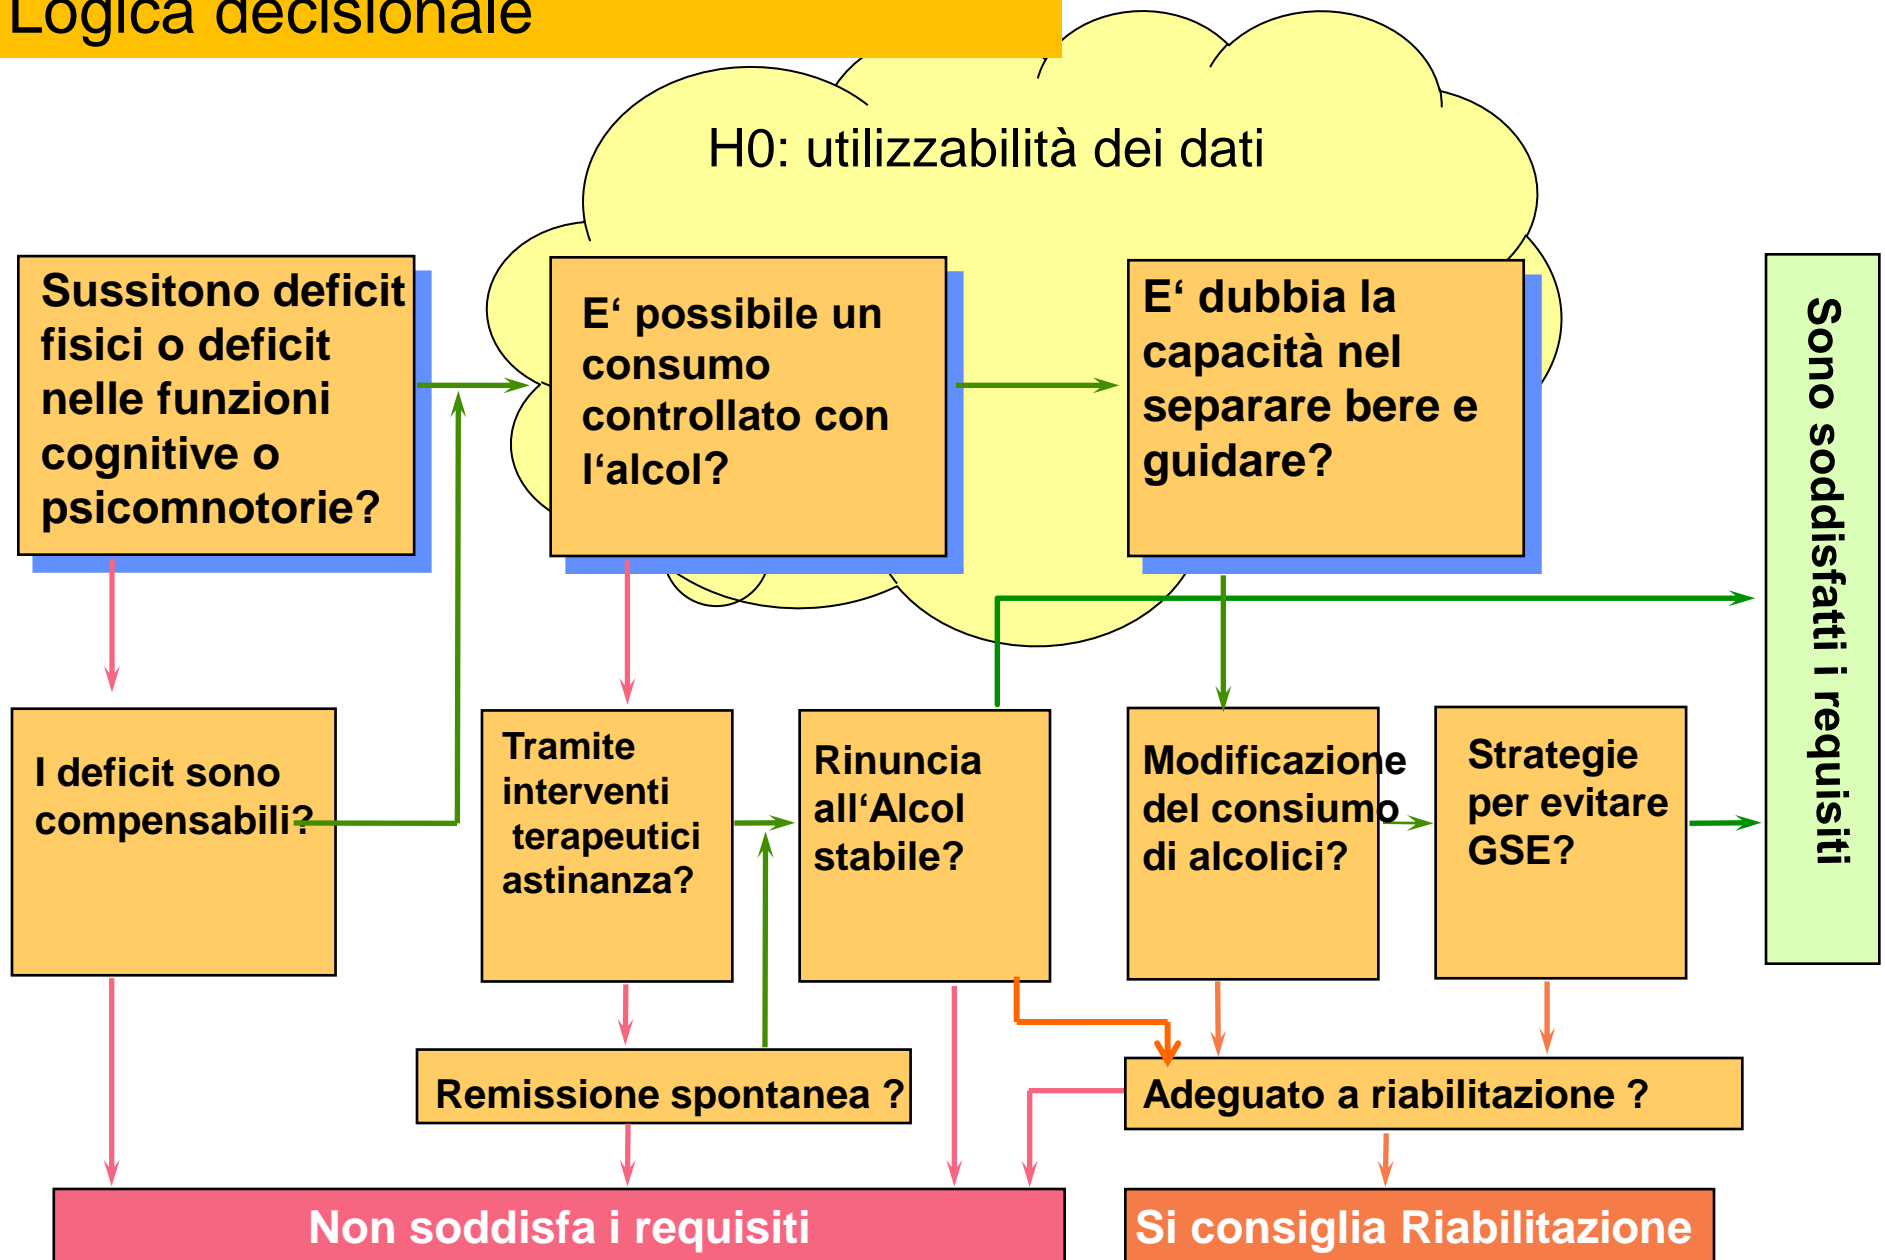 Logica decisionale
H0: utilizzabilità dei dati
Sussitono deficit
fisici o deficit
nelle funzioni
cognitive o
psicomnotorie?
E‘ possibile un
consumo
controllato con
l‘alcol?
E‘ dubbia la
capacità nel
separare bere e
guidare?
Sono soddisfatti i requisiti
I deficit sono
compensabili?
Tramite
interventi
terapeutici
astinanza?
Rinuncia
all‘Alcol
stabile?
Modificazione
del consiumo
di alcolici?
Strategie
per evitare
GSE?
Remissione spontanea ?
Adeguato a riabilitazione ?
Non soddisfa i requisiti
Si consiglia Riabilitazione